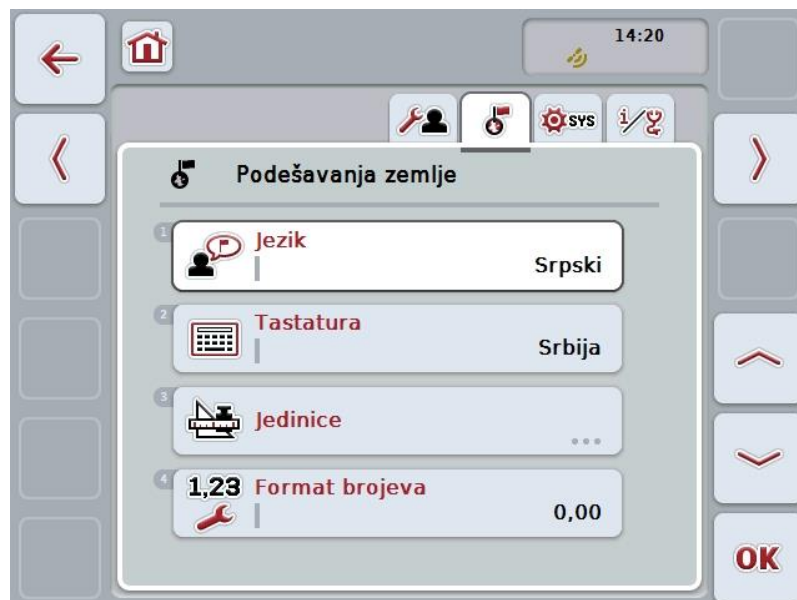 14:20
SYS
i/
Podešavanja zemlje
1
Jezik
Srpski
2
Tastatura
Srbija
3
Jedinice
...
4
1,23
Format brojeva
0,00
OK